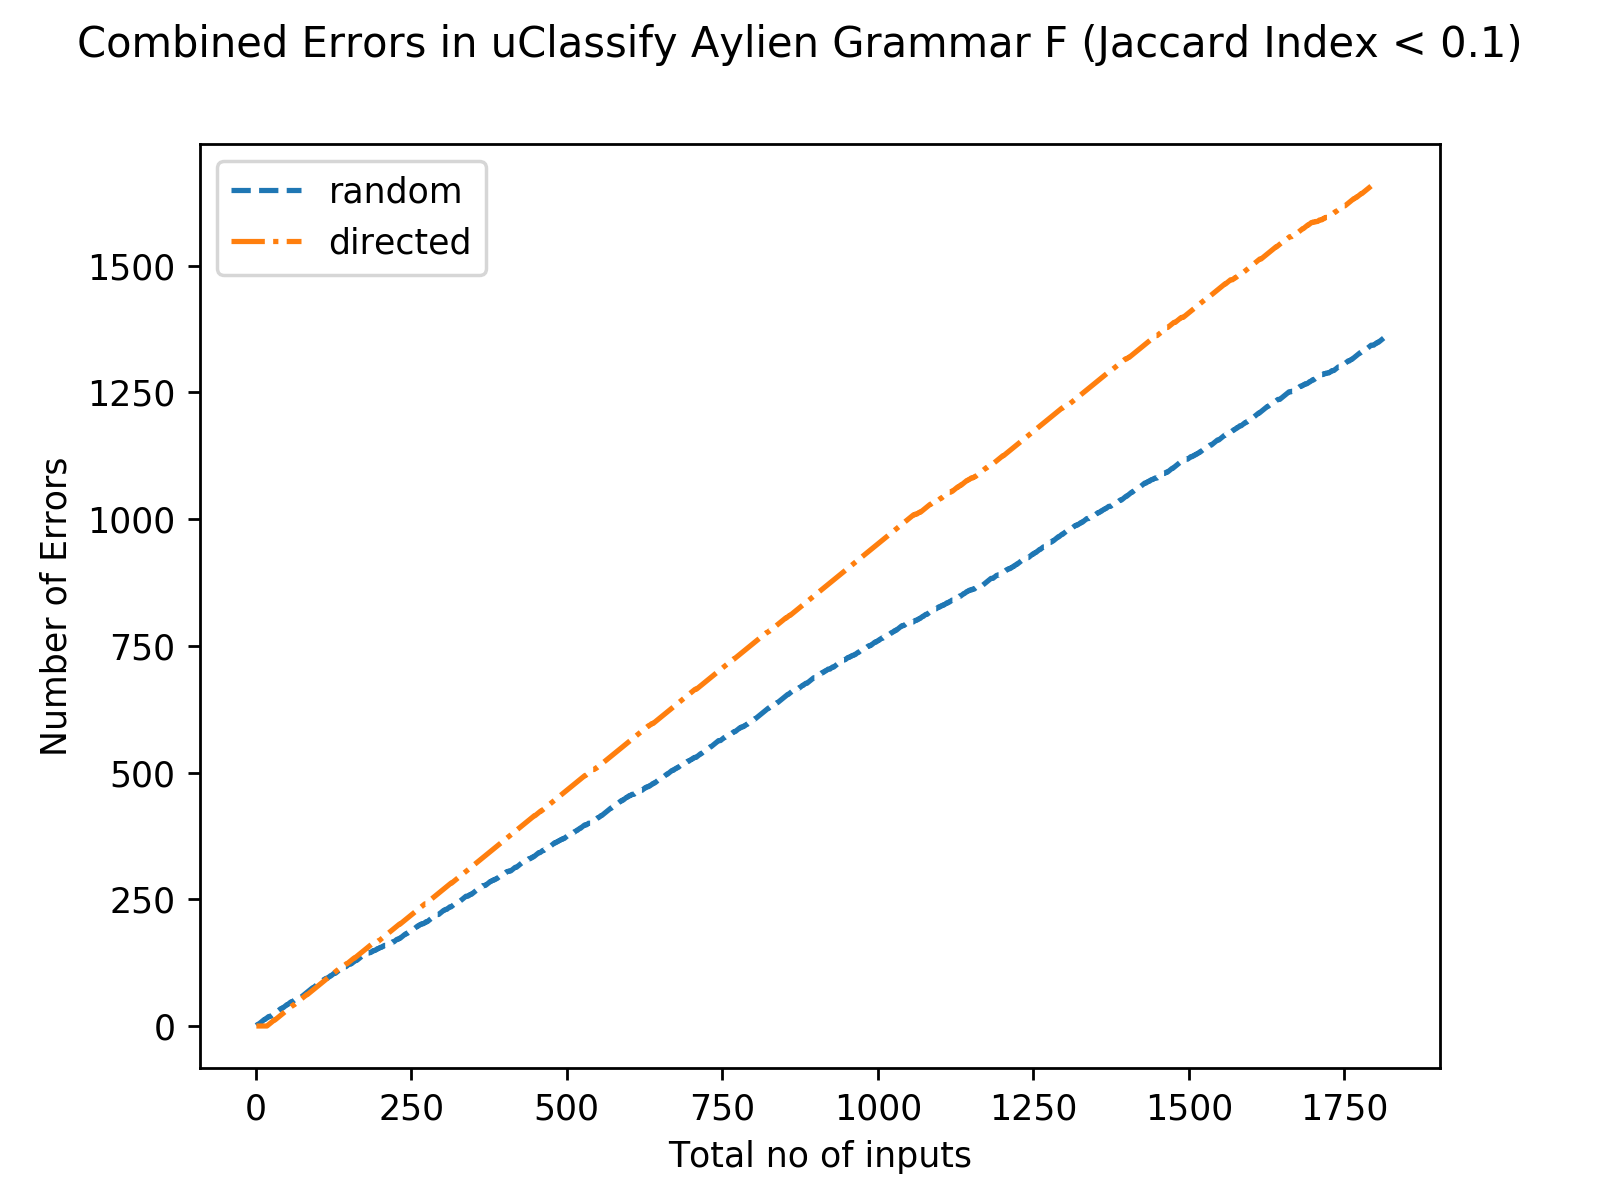 Combined Errors in uClassify Aylien Grammar F (Jaccard Index < 0.1)
random
directed
1500
1250
1000
750
500
250
0
Number of Errors
0 250 500 750 1000 1250 1500 1750
Total no of inputs